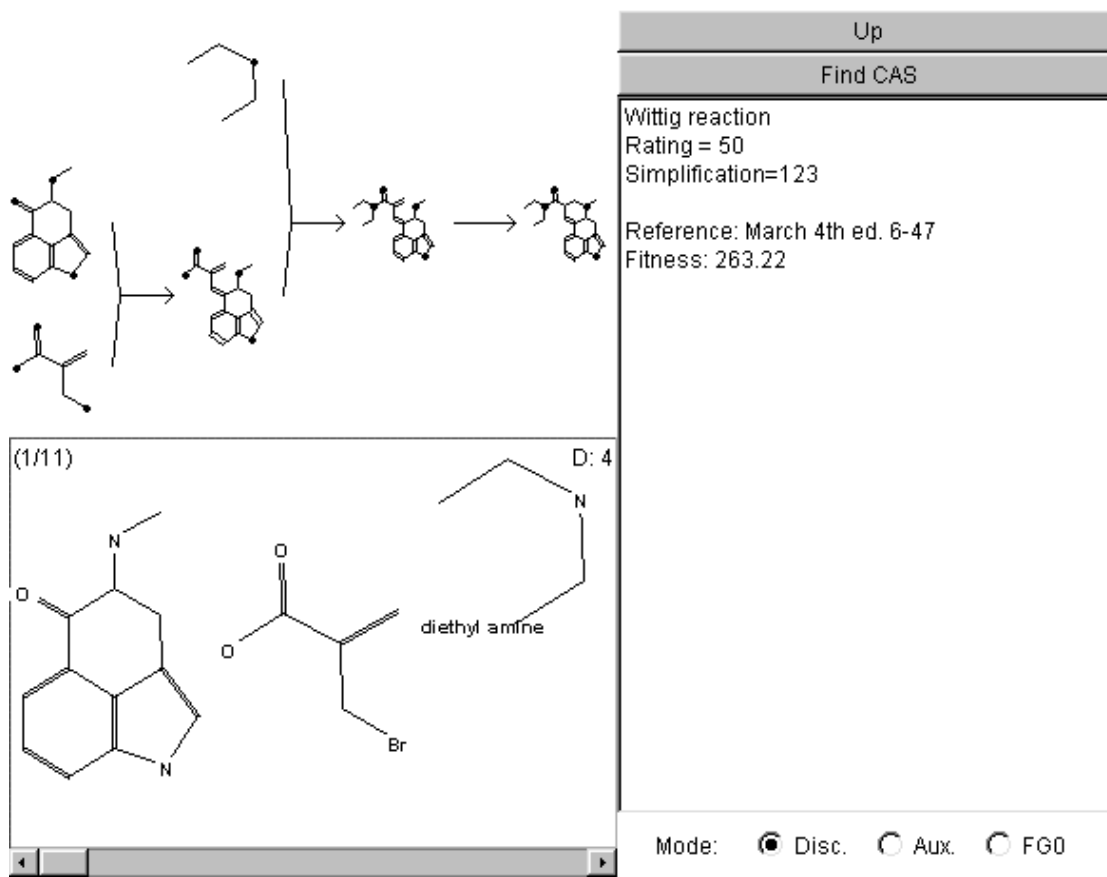 Up
Find CAS
Wittig reaction
Rating = 50
Simplification=123
Reference: March 4th ed. 6-47
Fitness: 263.22
(1/11)
D: 4
N
N
O
O
O
diethyl amine
Br
N
Mode:
Disc.
Aux.
FG0